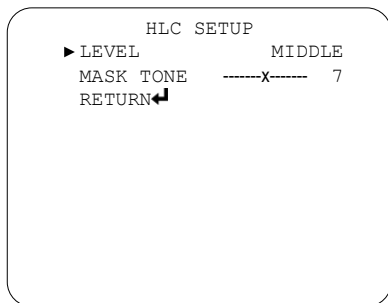 HLC SETUP
►LEVEL MIDDLE
MASK TONE -------X------- 7
RETURN↵